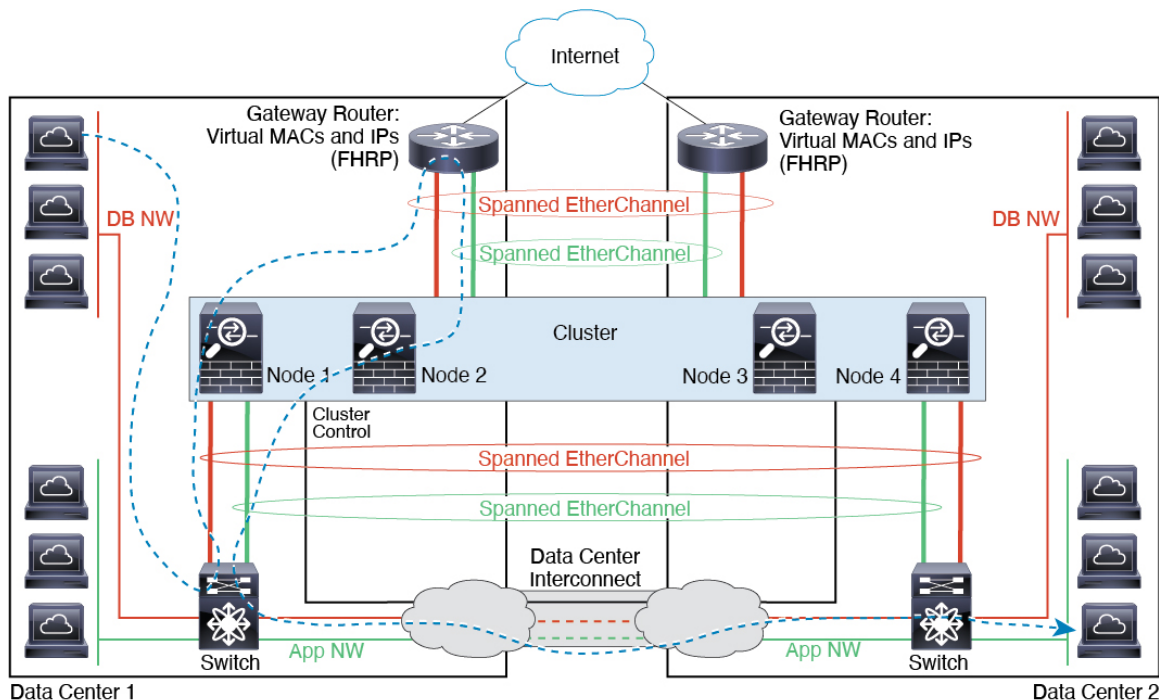 Internet
Gateway Router:
Virtual MACs and IPs
(FHRP)
Gateway Router:
Virtual MACs and IPs
(FHRP)
DB NW
Spanned EtherChannel
DB NW
Spanned EtherChannel
Cluster
Node 1
Node 2
Node 3
Node 4
Cluster
Control
Spanned EtherChannel
Spanned EtherChannel
Data Center
Interconnect
App NW
App NW
Switch
Switch
Data Center 1
Data Center 2